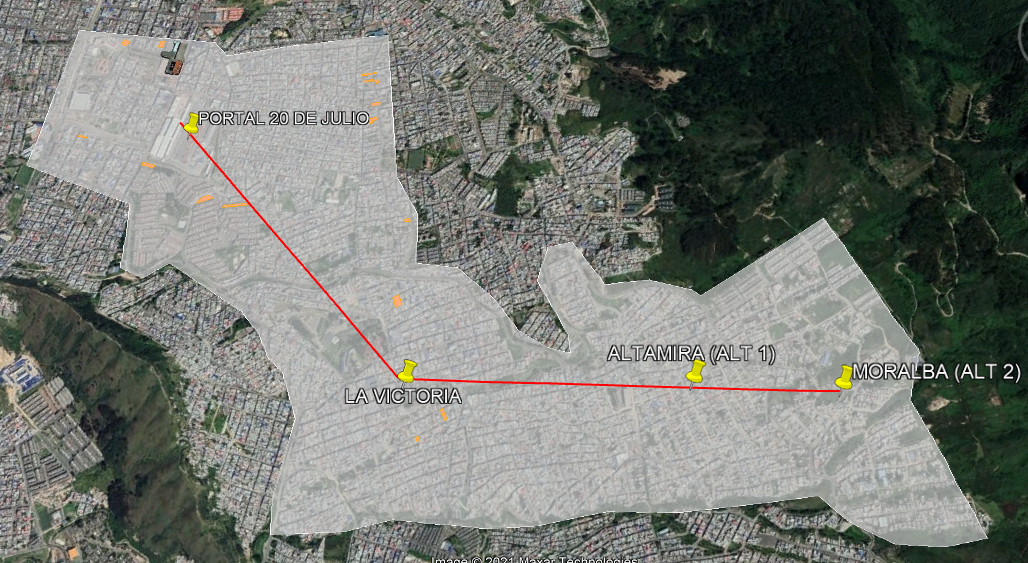 PORTAL 20 DE JULIO
ALTAMIRA (ALT 1)
MORALBA (ALT 2)
LA VICTORIA
Image © 2021 Maxar Technologies